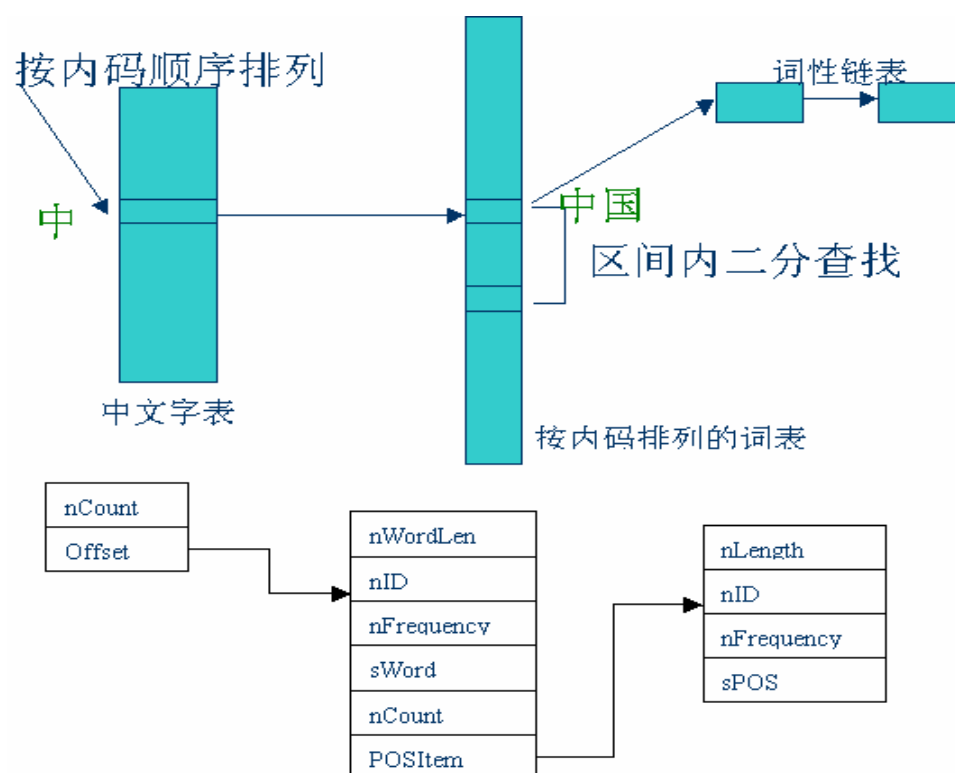 按内码顺序排列
词性链表
中
中国
区间内二分查找
中文字表
按内码排列的词表
nCount
Offset
nWordLen
nID
nFrequency
sWord
nCount
POSItem
nLength
nID
nFrequency
sPOS